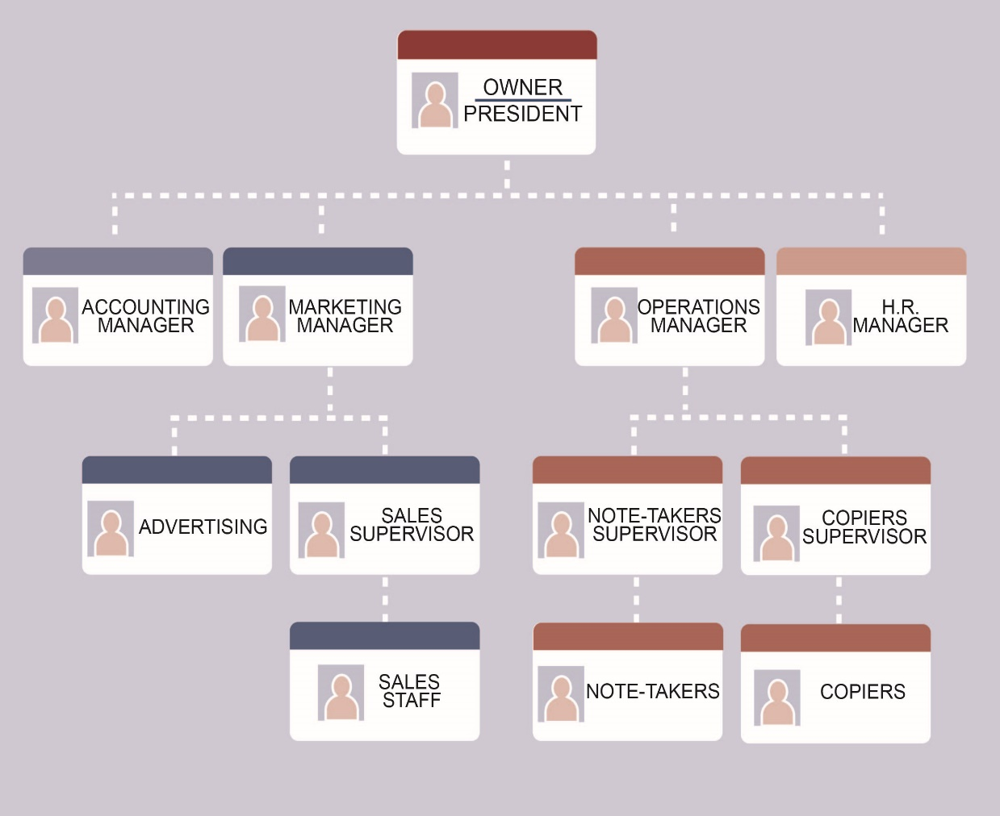 OWNER
PRESIDENT
ACCOUNTING
MANAGER
MARKETING
MANAGER
OPERATIONS
MANAGER
H.R.
MANAGER
ADVERTISING
SALES
SUPERVISOR
NOTE-TAKERS
SUPERVISOR
COPIERS
SUPERVISOR
SALES
STAFF
NOTE-TAKERS
COPIERS